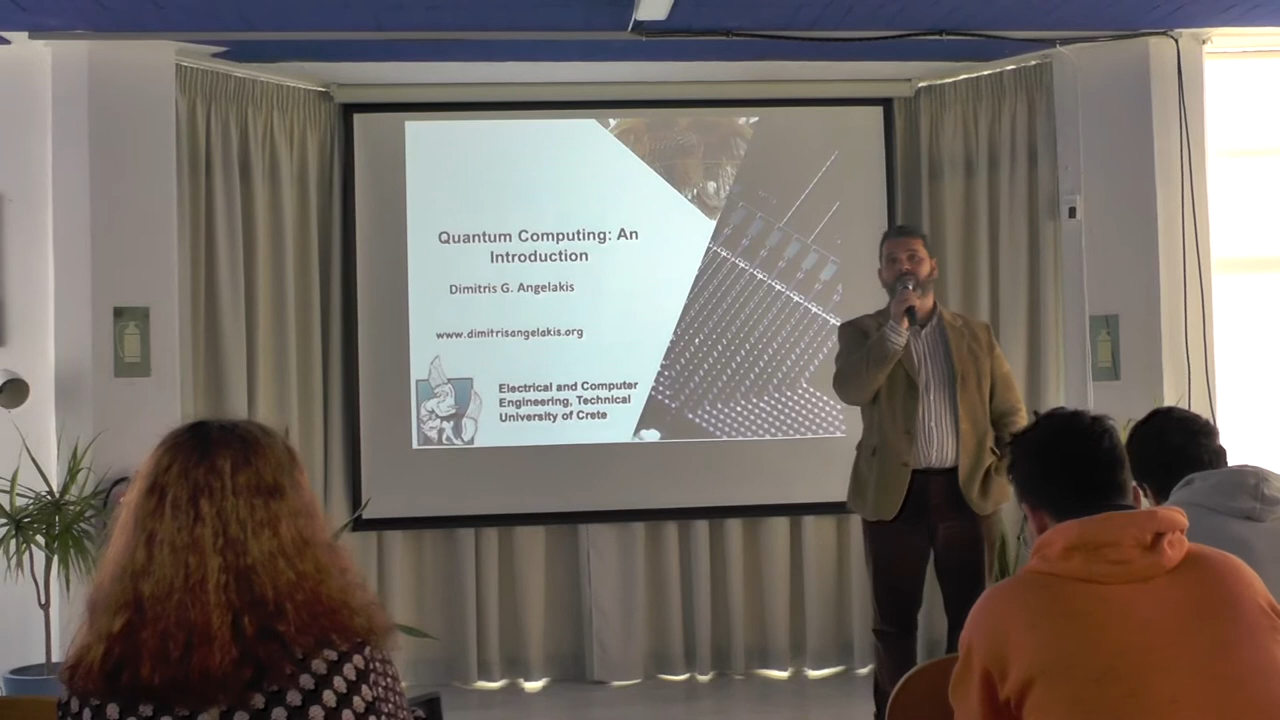 Quantum Computing: An
Introduction
Dimitris G. Angelakis
www.dimitrisangelakis.org
Electrical and Computer
Engineering, Technical
University of Crete